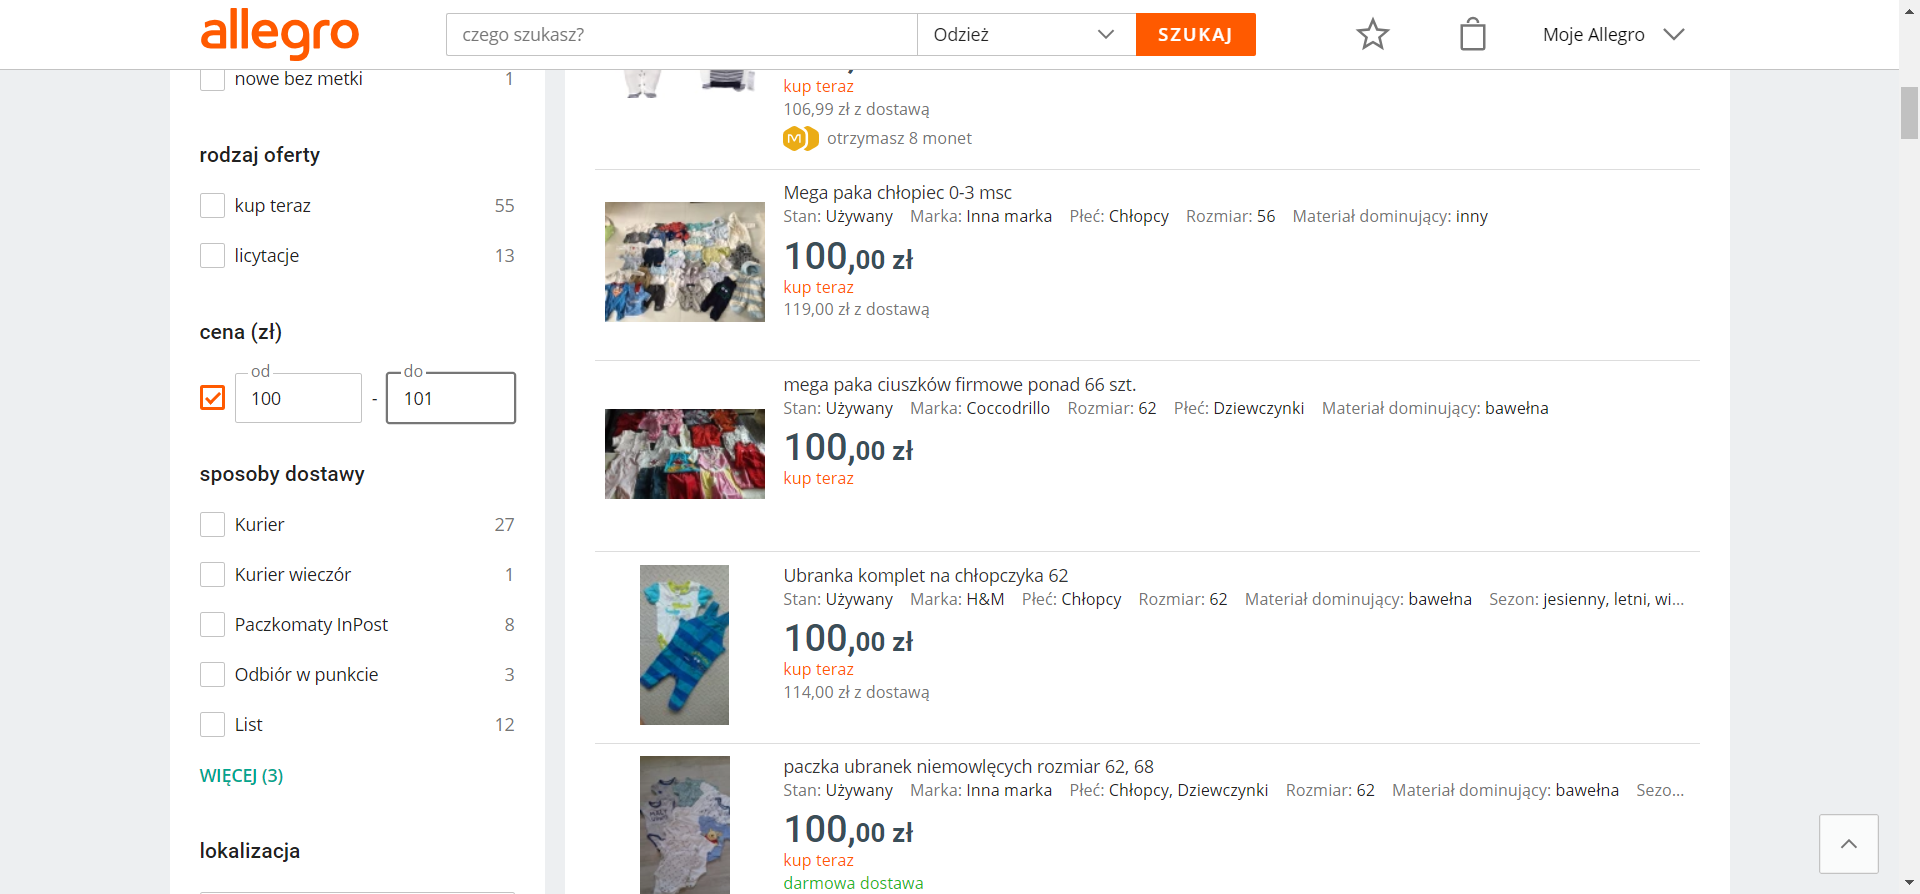 allegro
czego szukasz?
Odzież
SZUKAJ
Moje Allegro
nowe bez metki 1
rodzaj oferty
kup teraz 55
licytacje 13
cena (zł)
od
do
100 - 101
sposoby dostawy
Kurier 27
Kurier wieczór 1
Paczkomaty InPost 8
Odbiór w punkcie 3
List 12
WIĘCEJ (3)
lokalizacja
kup teraz
106,99 zł z dostawą
M otrzymasz 8 monet
Mega paka chłopiec 0-3 msc
Stan: Używany Marka: Inna marka Płeć: Chłopcy Rozmiar: 56 Materiał dominujący: inny
100,00 zł
kup teraz
119,00 zł z dostawą
mega paka ciuszków firmowe ponad 66 szt.
Stan: Używany Marka: Coccodrillo Rozmiar: 62 Płeć: Dziewczynki Materiał dominujący: bawełna
100,00 zł
kup teraz
Ubranka komplet na chłopczyka 62
Stan: Używany Marka: H&M Płeć: Chłopcy Rozmiar: 62 Materiał dominujący: bawełna Sezon: jesienny, letni, wi...
100,00 zł
kup teraz
114,00 zł z dostawą
paczka ubranek niemowlęcych rozmiar 62, 68
Stan: Używany Marka: Inna marka Płeć: Chłopcy, Dziewczynki Rozmiar: 62 Materiał dominujący: bawełna Sezo...
100,00 zł
kup teraz
darmowa dostawa